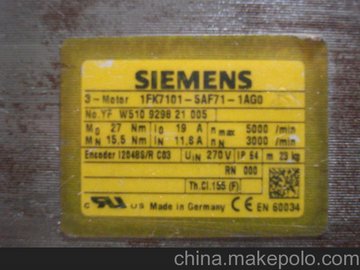 SIEMENS
3-Motor 1FK7101-5AF71-1AG0
No. YF W510 9298 21 005
M0 27 Nm I0 19 A nmax 5000 /min
MN 15.5 Nm IN 11.8 A nN 3000 /min
Encoder I2048S/R C03 UIN 270 V IP 64 m 23 kg
RN 000
Th.Cl.155 (F)
c UL US Made in Germany CE EN 60034
china.makepolo.com